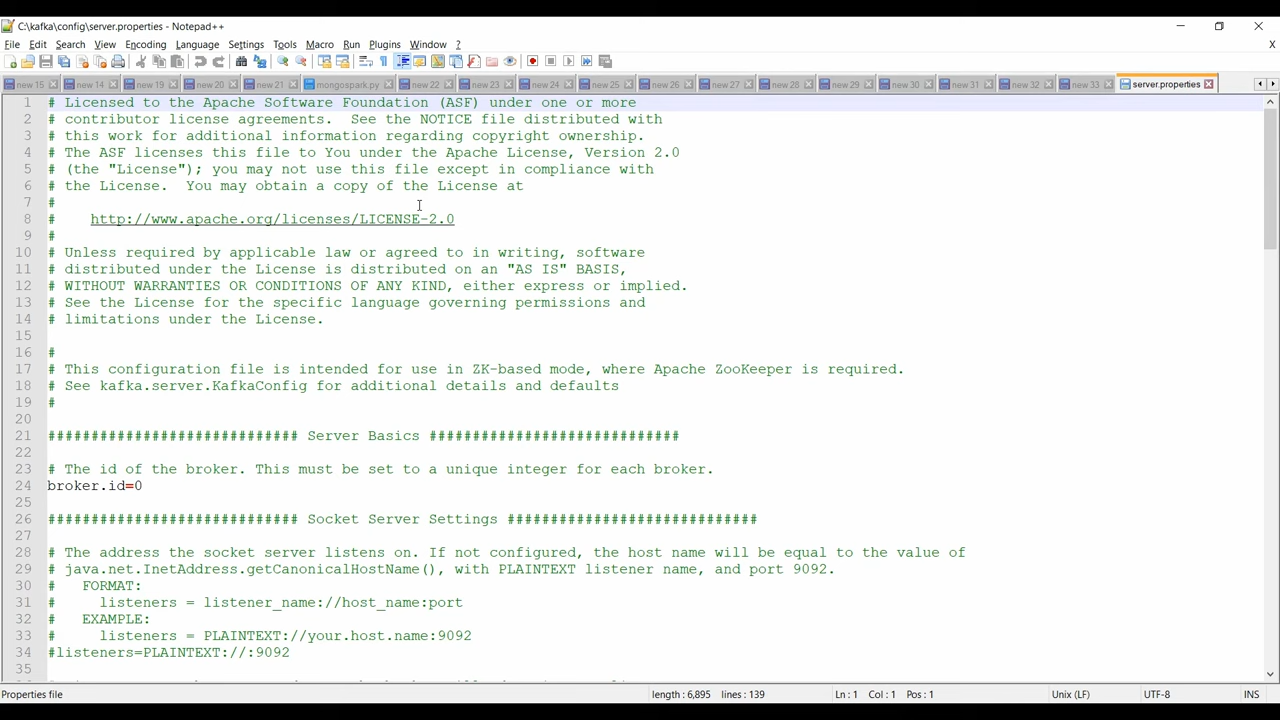 C:\kafka\config\server.properties - Notepad++
File Edit Search View Encoding Language Settings Tools Macro Run Plugins Window ?
X
new 15 new 14 new 19 new 20 new 21 mongospark.py new 22 new 23 new 24 new 25 new 26 new 27 new 28 new 29 new 30 new 31 new 32 new 33 server.properties
1 # Licensed to the Apache Software Foundation (ASF) under one or more
2 # contributor license agreements.  See the NOTICE file distributed with
3 # this work for additional information regarding copyright ownership.
4 # The ASF licenses this file to You under the Apache License, Version 2.0
5 # (the "License"); you may not use this file except in compliance with
6 # the License.  You may obtain a copy of the License at
7 #
8 #    http://www.apache.org/licenses/LICENSE-2.0
9 #
10 # Unless required by applicable law or agreed to in writing, software
11 # distributed under the License is distributed on an "AS IS" BASIS,
12 # WITHOUT WARRANTIES OR CONDITIONS OF ANY KIND, either express or implied.
13 # See the License for the specific language governing permissions and
14 # limitations under the License.
15
16 #
17 # This configuration file is intended for use in ZK-based mode, where Apache ZooKeeper is required.
18 # See kafka.server.KafkaConfig for additional details and defaults
19 #
20
21 ############################# Server Basics #############################
22
23 # The id of the broker. This must be set to a unique integer for each broker.
24 broker.id=0
25
26 ############################# Socket Server Settings #############################
27
28 # The address the socket server listens on. If not configured, the host name will be equal to the value of
29 # java.net.InetAddress.getCanonicalHostName(), with PLAINTEXT listener name, and port 9092.
30 #   FORMAT:
31 #     listeners = listener_name://host_name:port
32 #   EXAMPLE:
33 #     listeners = PLAINTEXT://your.host.name:9092
34 #listeners=PLAINTEXT://:9092
35
Properties file length : 6,895 lines : 139 Ln : 1 Col : 1 Pos : 1 Unix (LF) UTF-8 INS